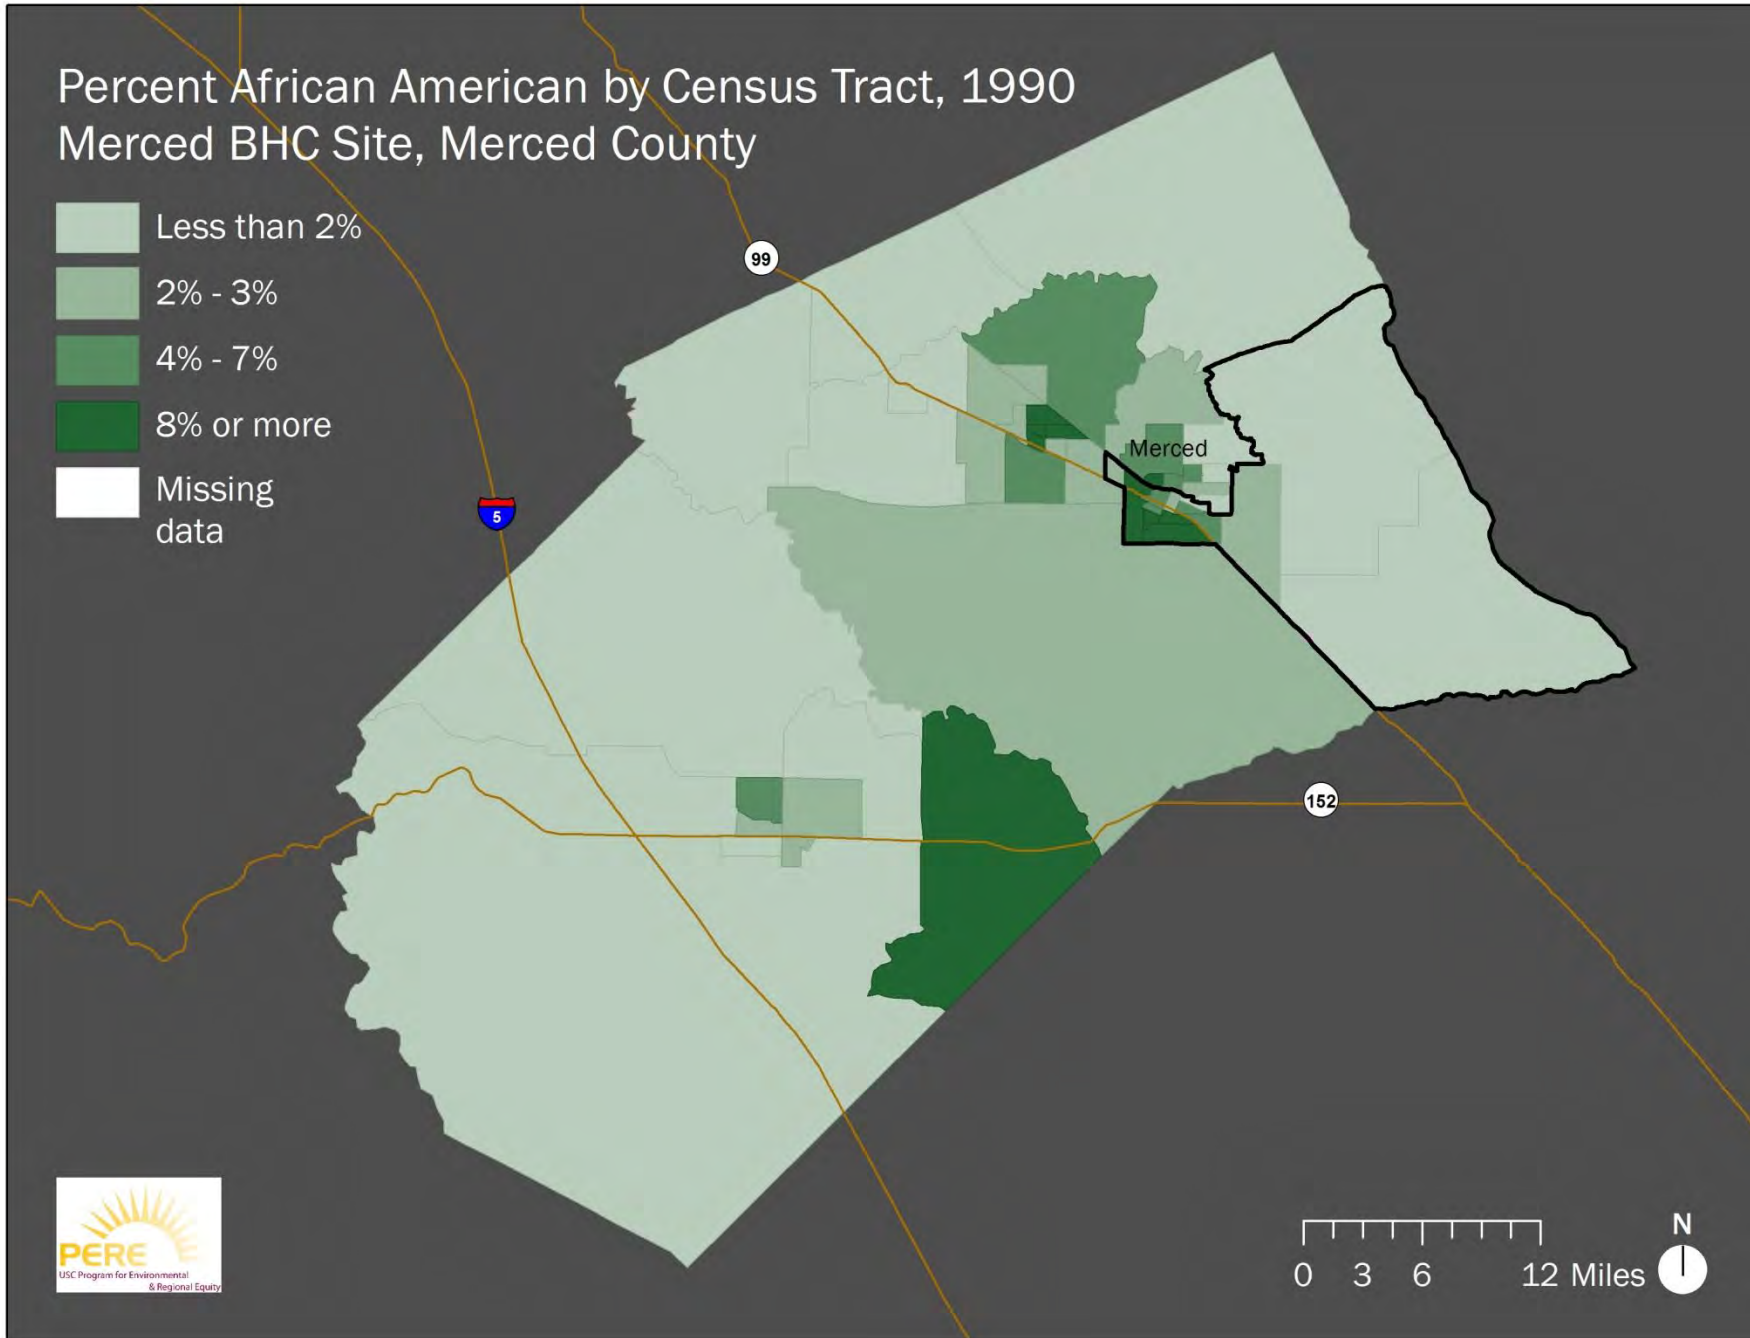 Percent African American by Census Tract, 1990
Merced BHC Site, Merced County
Less than 2%
2% - 3%
4% - 7%
8% or more
Missing
data
99
Merced
5
152
PERE
USC Program for Environmental
& Regional Equity
N
0 3 6 12 Miles